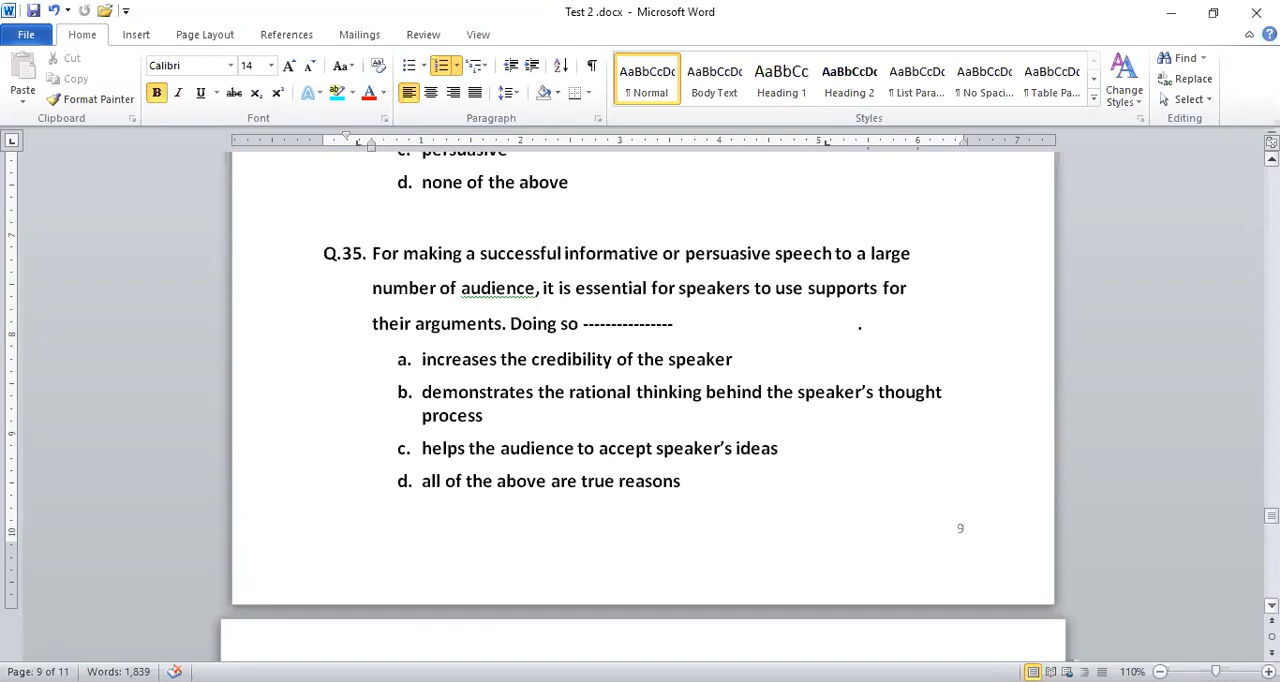 Test 2 .docx - Microsoft Word
File Home Insert Page Layout References Mailings Review View
Cut
Copy
Paste
Format Painter
Clipboard
Calibri 14
Font
Paragraph
AaBbCcDc AaBbCcDc AaBbCc AaBbCcDc AaBbCcDc AaBbCcDc AaBbCcDc
¶ Normal Body Text Heading 1 Heading 2 ¶ List Para... ¶ No Spaci... ¶ Table Pa...
Change Styles
Styles
Find
Replace
Select
Editing
c. persuasive
d. none of the above
Q.35. For making a successful informative or persuasive speech to a large
number of audience, it is essential for speakers to use supports for
their arguments. Doing so ---------------- .
a. increases the credibility of the speaker
b. demonstrates the rational thinking behind the speaker’s thought
process
c. helps the audience to accept speaker’s ideas
d. all of the above are true reasons
9
Page: 9 of 11 Words: 1,839 110%